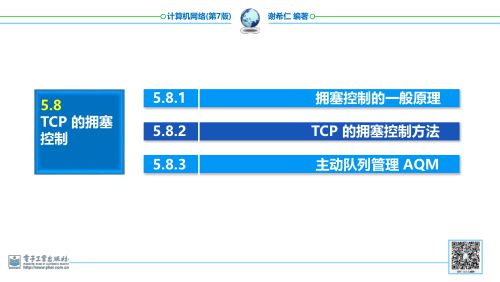 计算机网络(第7版)
谢希仁 编著
5.8
TCP 的拥塞
控制
5.8.1 拥塞控制的一般原理
5.8.2 TCP 的拥塞控制方法
5.8.3 主动队列管理 AQM
电子工业出版社
http://www.phei.com.cn